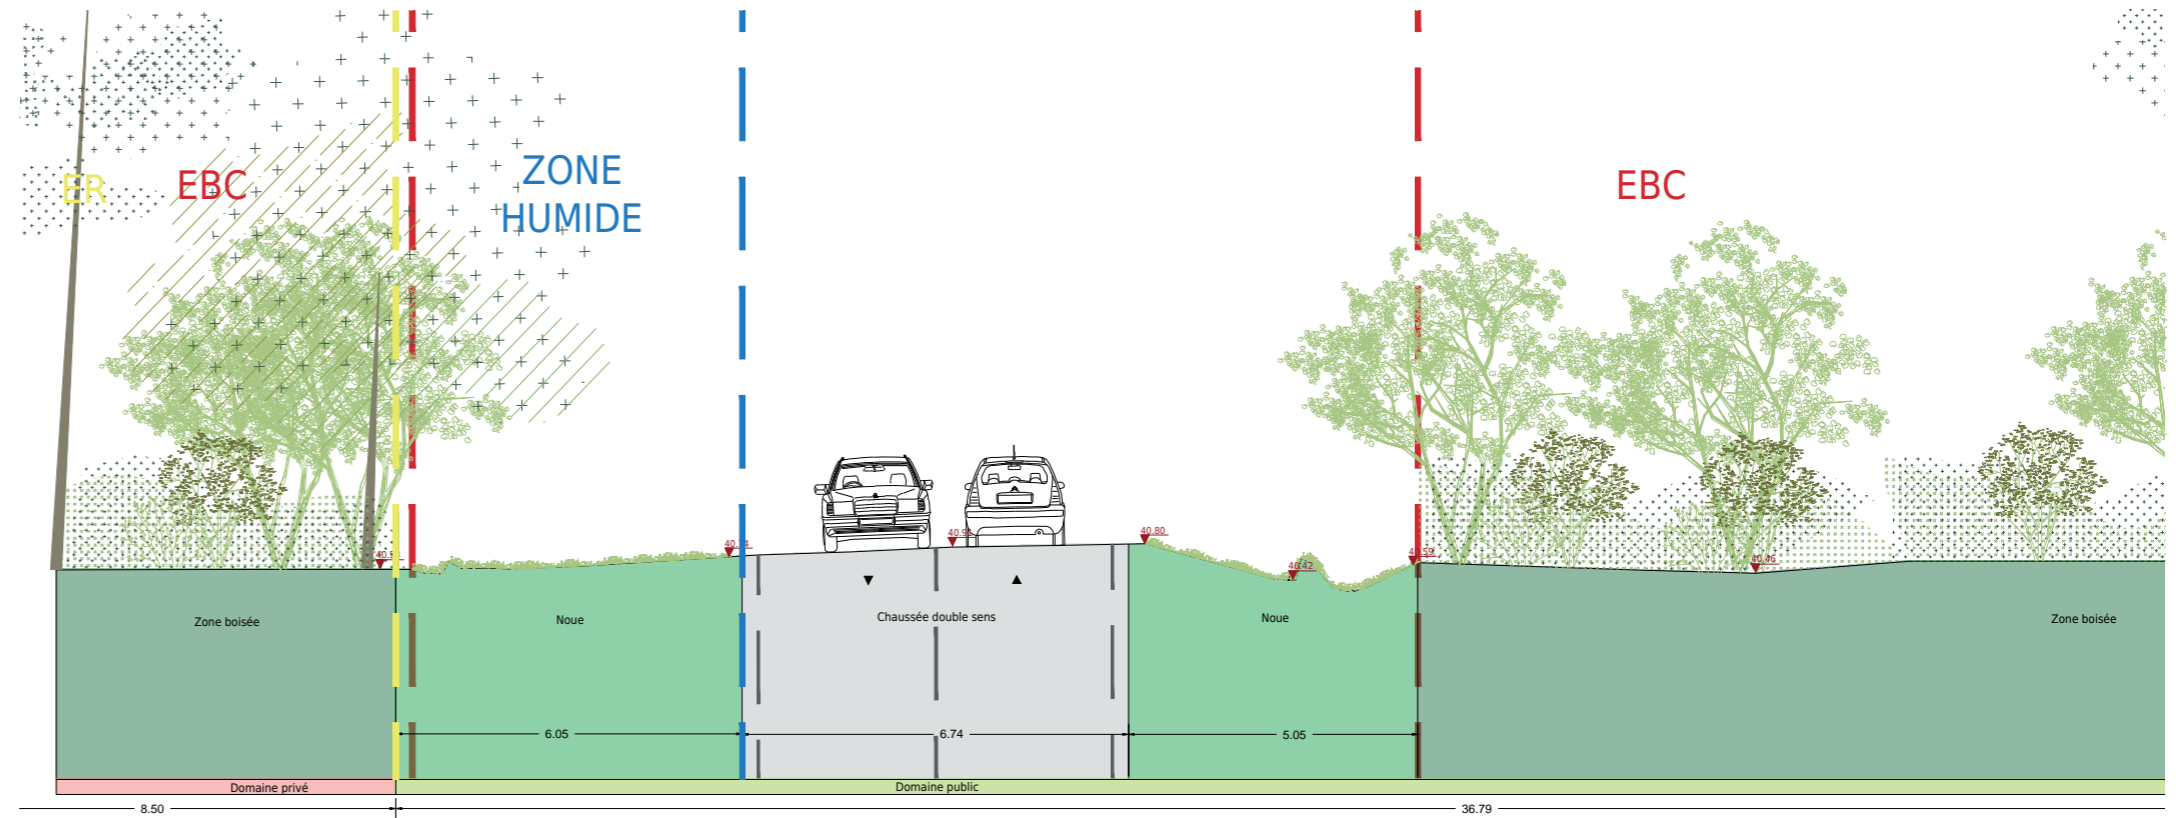 ZONE
HUMIDE
ER
EBC
EBC
40.80
40.42
40.59
40.46
Zone boisée
Noue
Chaussée double sens
Noue
Zone boisée
6.05
6.74
5.05
Domaine privé
Domaine public
8.50
36.79